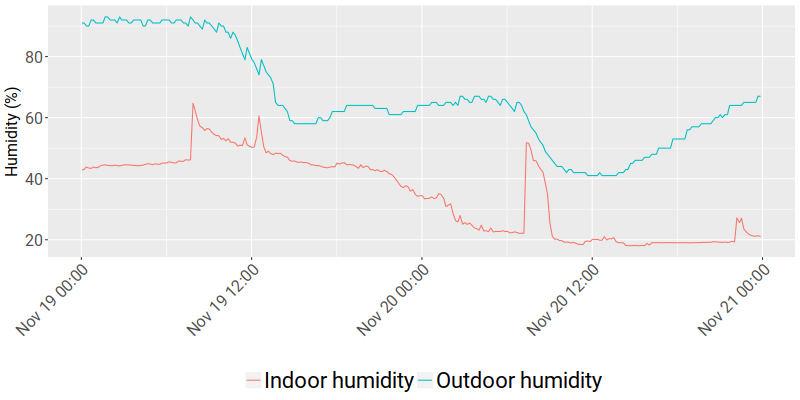 Humidity (%)
80
60
40
20
Nov 19 00:00
Nov 19 12:00
Nov 20 00:00
Nov 20 12:00
Nov 21 00:00
Indoor humidity
Outdoor humidity